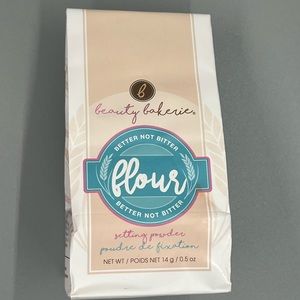 b
beauty bakerie®
BETTER NOT BITTER
flour
BETTER NOT BITTER
setting powder
poudre de fixation
NET WT / POIDS NET 14 g / 0.5 oz